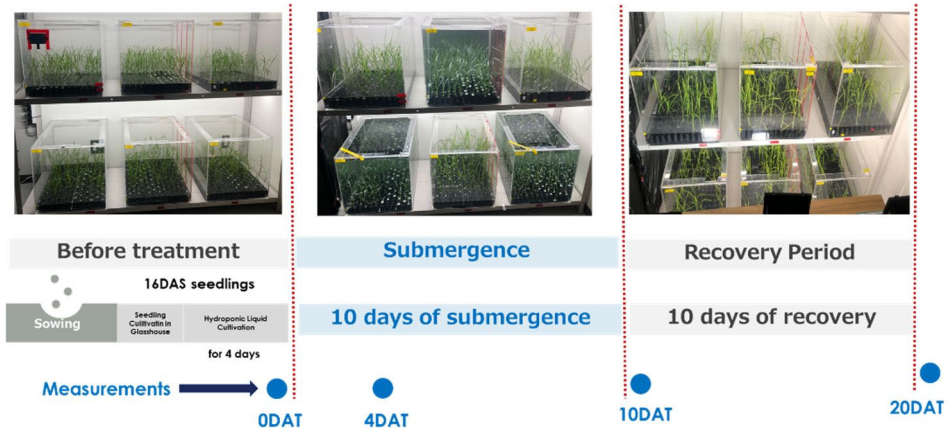 Before treatment
Submergence
Recovery Period
16DAS seedlings
Sowing
Seedling
Culitivatin in
Glasshouse
Hydroponic Liquid
Cultivation
10 days of submergence
10 days of recovery
for 4 days
Measurements
0DAT
4DAT
10DAT
20DAT